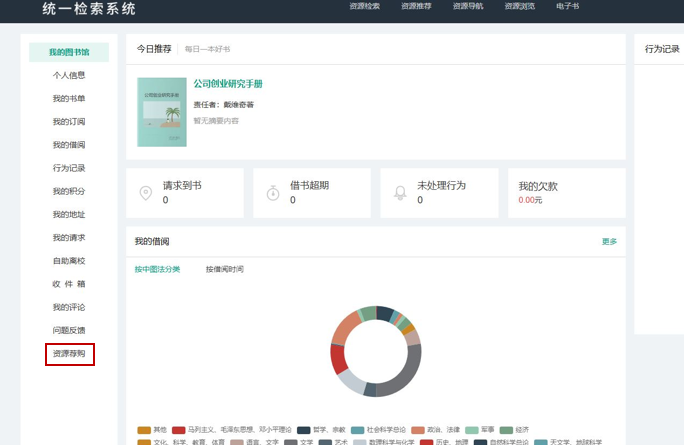 统一检索系统
资源检索 资源推荐 资源导航 资源浏览 电子书
我的图书馆
个人信息
我的书单
我的订阅
我的借阅
行为记录
我的积分
我的地址
我的请求
自助离校
收 件 箱
我的评论
问题反馈
资源荐购
今日推荐 每日一本好书
公司创业研究手册
公司创业研究手册
责任者: 戴维奇著
暂无摘要内容
请求到书
0
借书超期
0
未处理行为
0
我的欠款
0.00元
我的借阅 更多
按中图法分类 按借阅时间
其他 马列主义、毛泽东思想、邓小平理论 哲学、宗教 社会科学总论 政治、法律 军事 经济
文化、科学、教育、体育 语言、文字 文学 艺术 数理科学与化学 历史、地理 自然科学总论 天文学、地球科学
行为记录